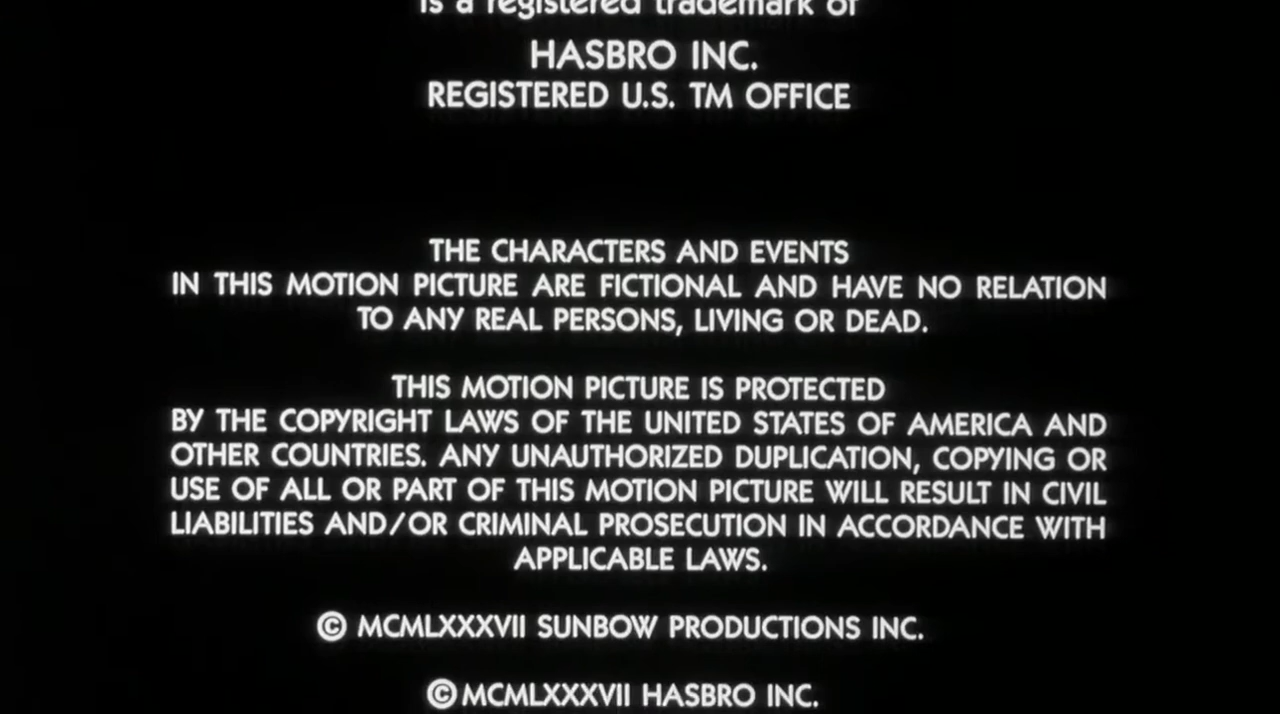 is a registered trademark of
HASBRO INC.
REGISTERED U.S. TM OFFICE
THE CHARACTERS AND EVENTS
IN THIS MOTION PICTURE ARE FICTIONAL AND HAVE NO RELATION
TO ANY REAL PERSONS, LIVING OR DEAD.
THIS MOTION PICTURE IS PROTECTED
BY THE COPYRIGHT LAWS OF THE UNITED STATES OF AMERICA AND
OTHER COUNTRIES. ANY UNAUTHORIZED DUPLICATION, COPYING OR
USE OF ALL OR PART OF THIS MOTION PICTURE WILL RESULT IN CIVIL
LIABILITIES AND/OR CRIMINAL PROSECUTION IN ACCORDANCE WITH
APPLICABLE LAWS.
© MCMLXXXVII SUNBOW PRODUCTIONS INC.
© MCMLXXXVII HASBRO INC.